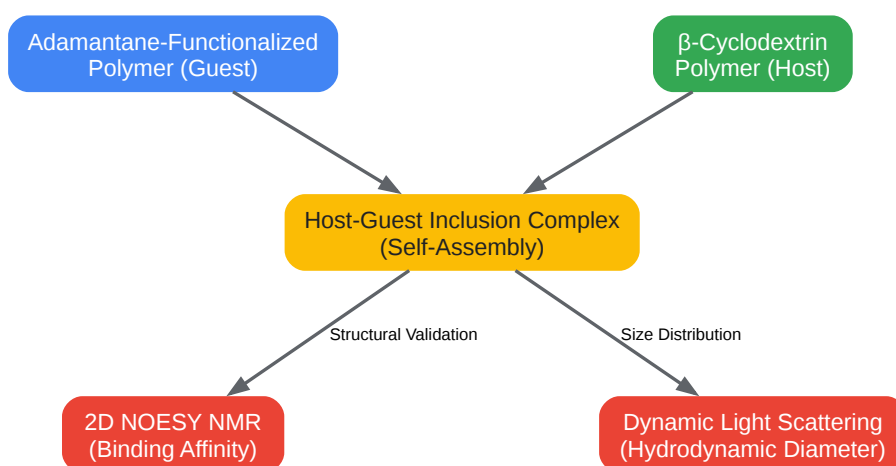 Adamantane-Functionalized
Polymer (Guest)
β-Cyclodextrin
Polymer (Host)
Host-Guest Inclusion Complex
(Self-Assembly)
Structural Validation
Size Distribution
2D NOESY NMR
(Binding Affinity)
Dynamic Light Scattering
(Hydrodynamic Diameter)